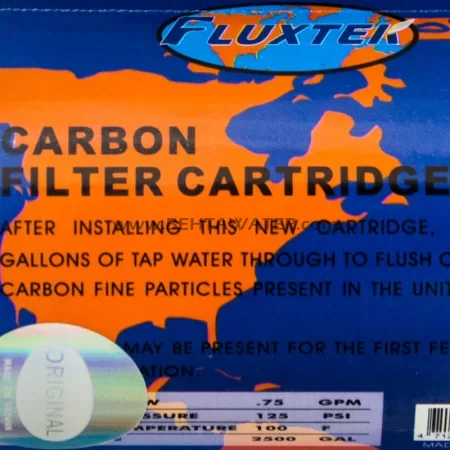 FLUXTEK
CARBON
FILTER CARTRIDGE
AFTER INSTALLING THIS NEW CARTRIDGE,
GALLONS OF TAP WATER THROUGH TO FLUSH
CARBON FINE PARTICLES PRESENT IN THE UNIT
MAY BE PRESENT FOR THE FIRST
ORIGINAL
.75 GPM
125 PSI
100 F
2500 GAL